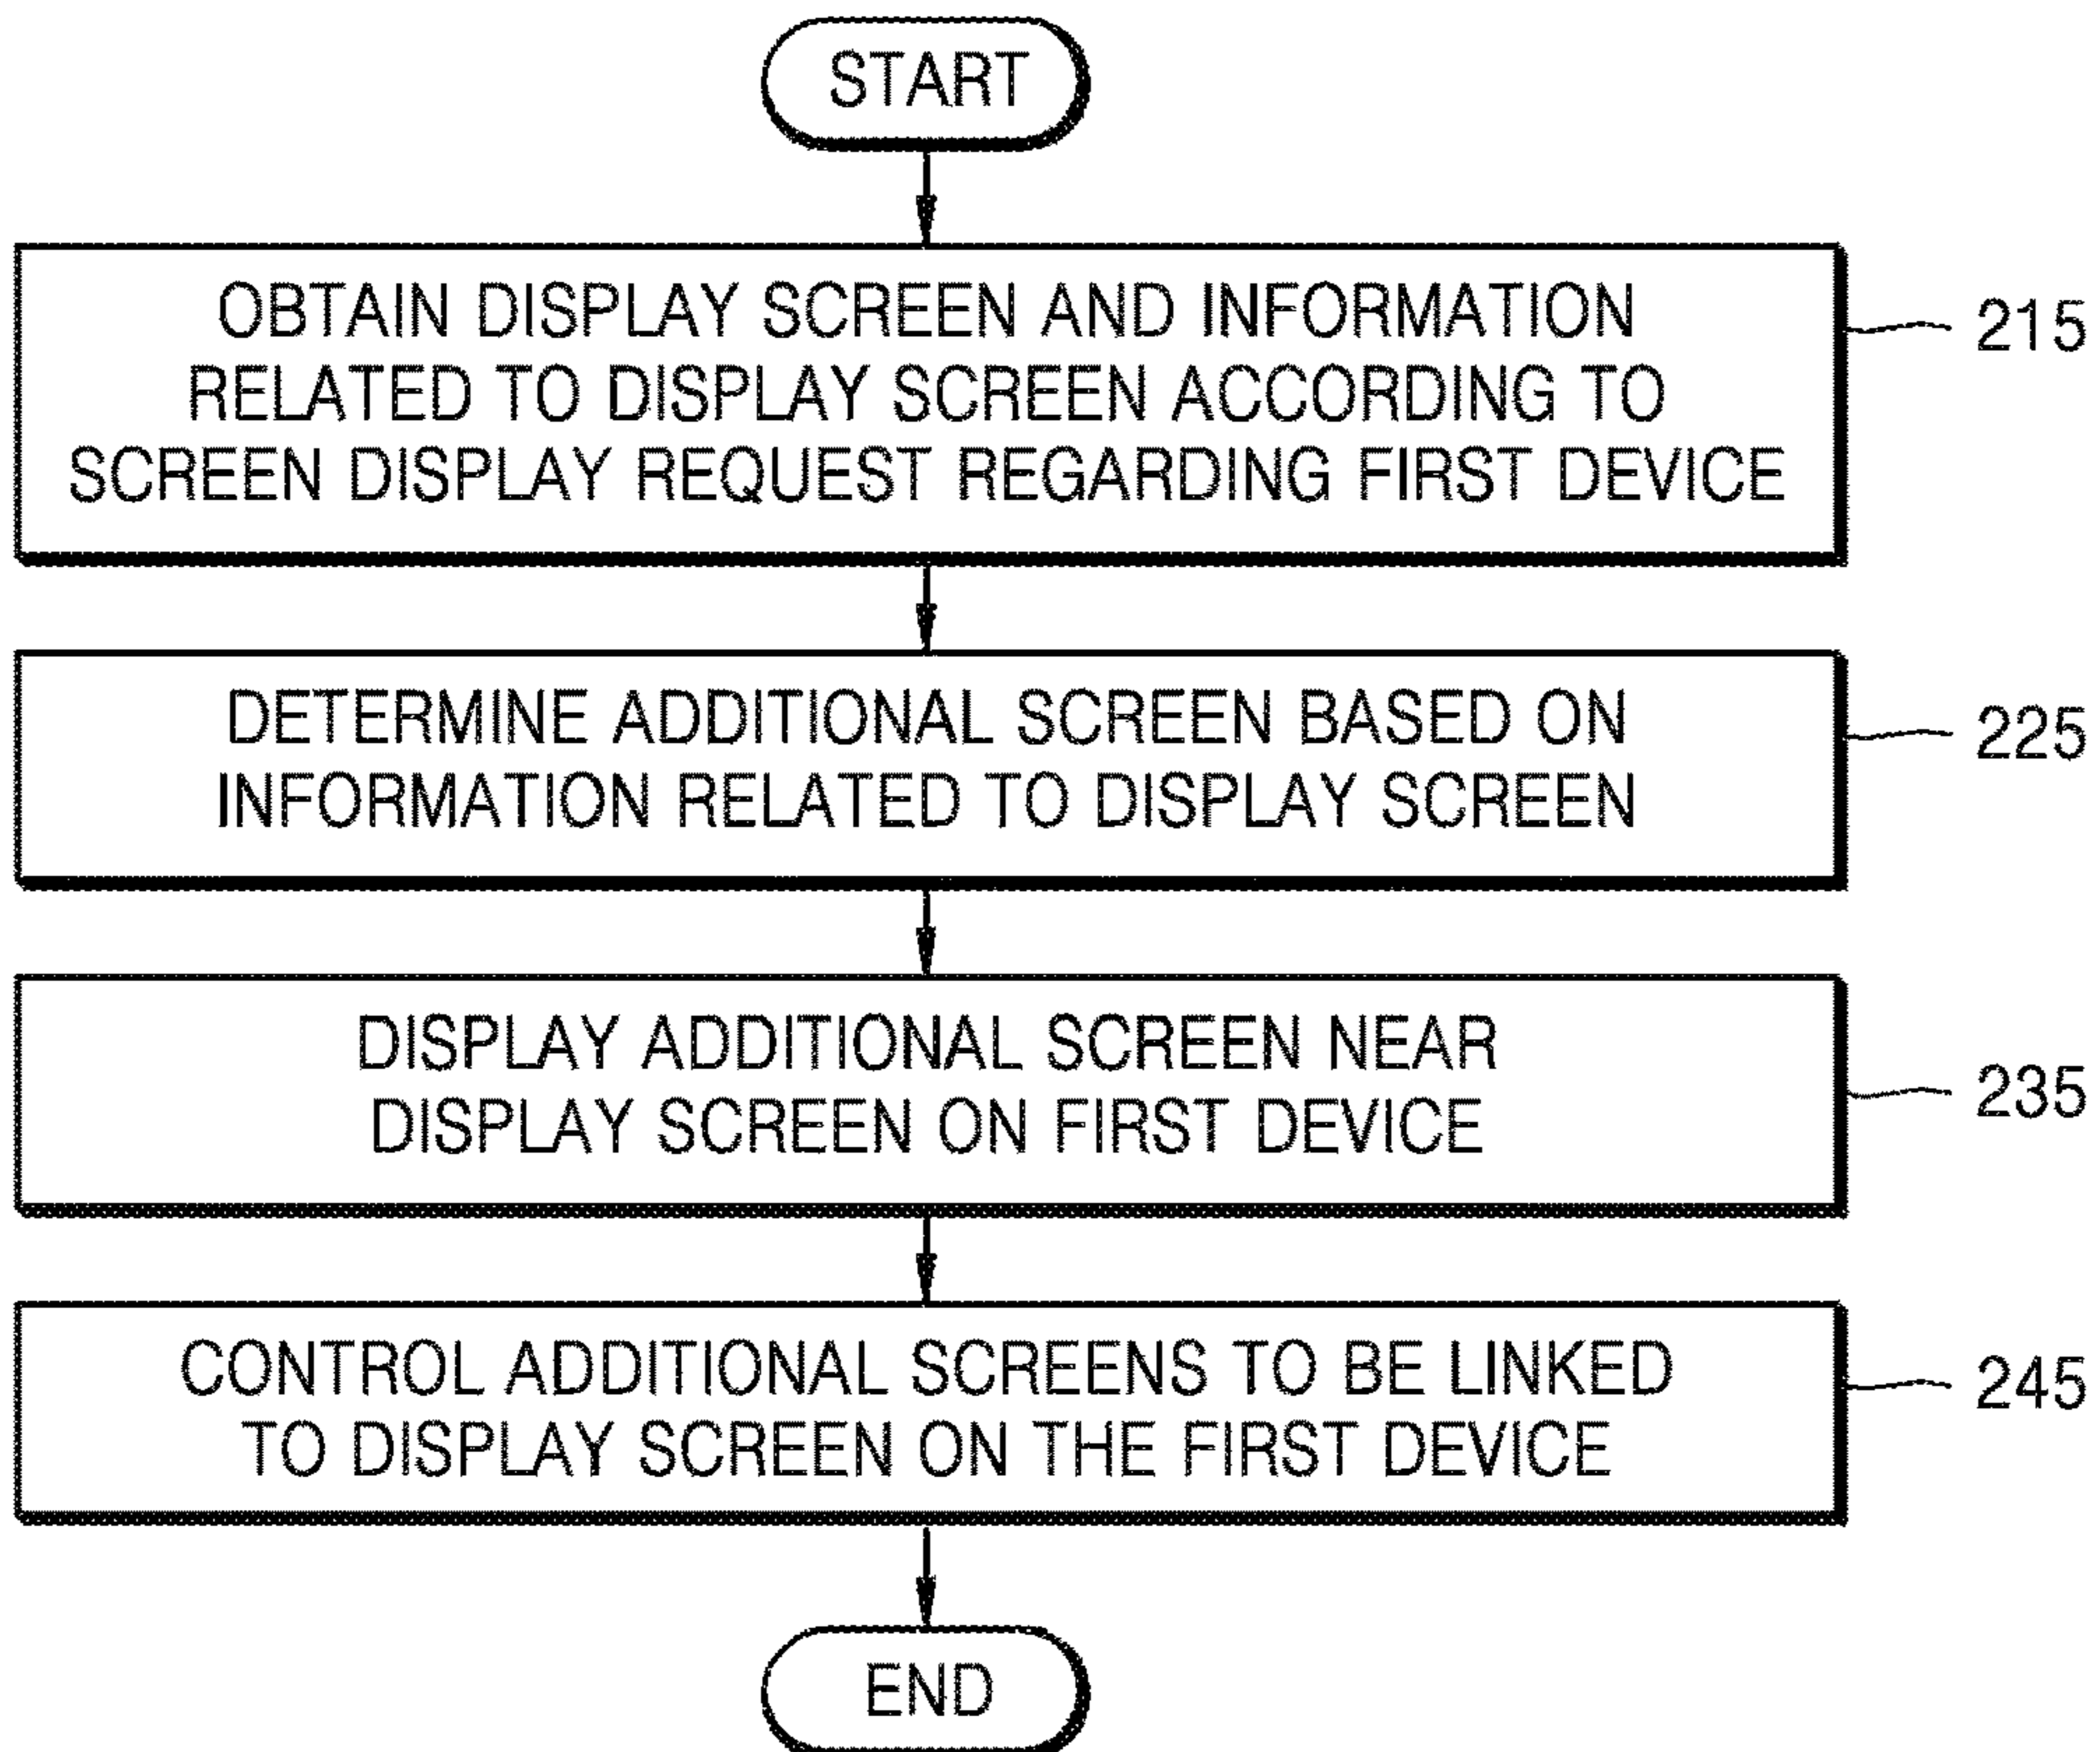 START
OBTAIN DISPLAY SCREEN AND INFORMATION
RELATED TO DISPLAY SCREEN ACCORDING TO
SCREEN DISPLAY REQUEST REGARDING FIRST DEVICE
215
DETERMINE ADDITIONAL SCREEN BASED ON
INFORMATION RELATED TO DISPLAY SCREEN
225
DISPLAY ADDITIONAL SCREEN NEAR
DISPLAY SCREEN ON FIRST DEVICE
235
CONTROL ADDITIONAL SCREENS TO BE LINKED
TO DISPLAY SCREEN ON THE FIRST DEVICE
245
END